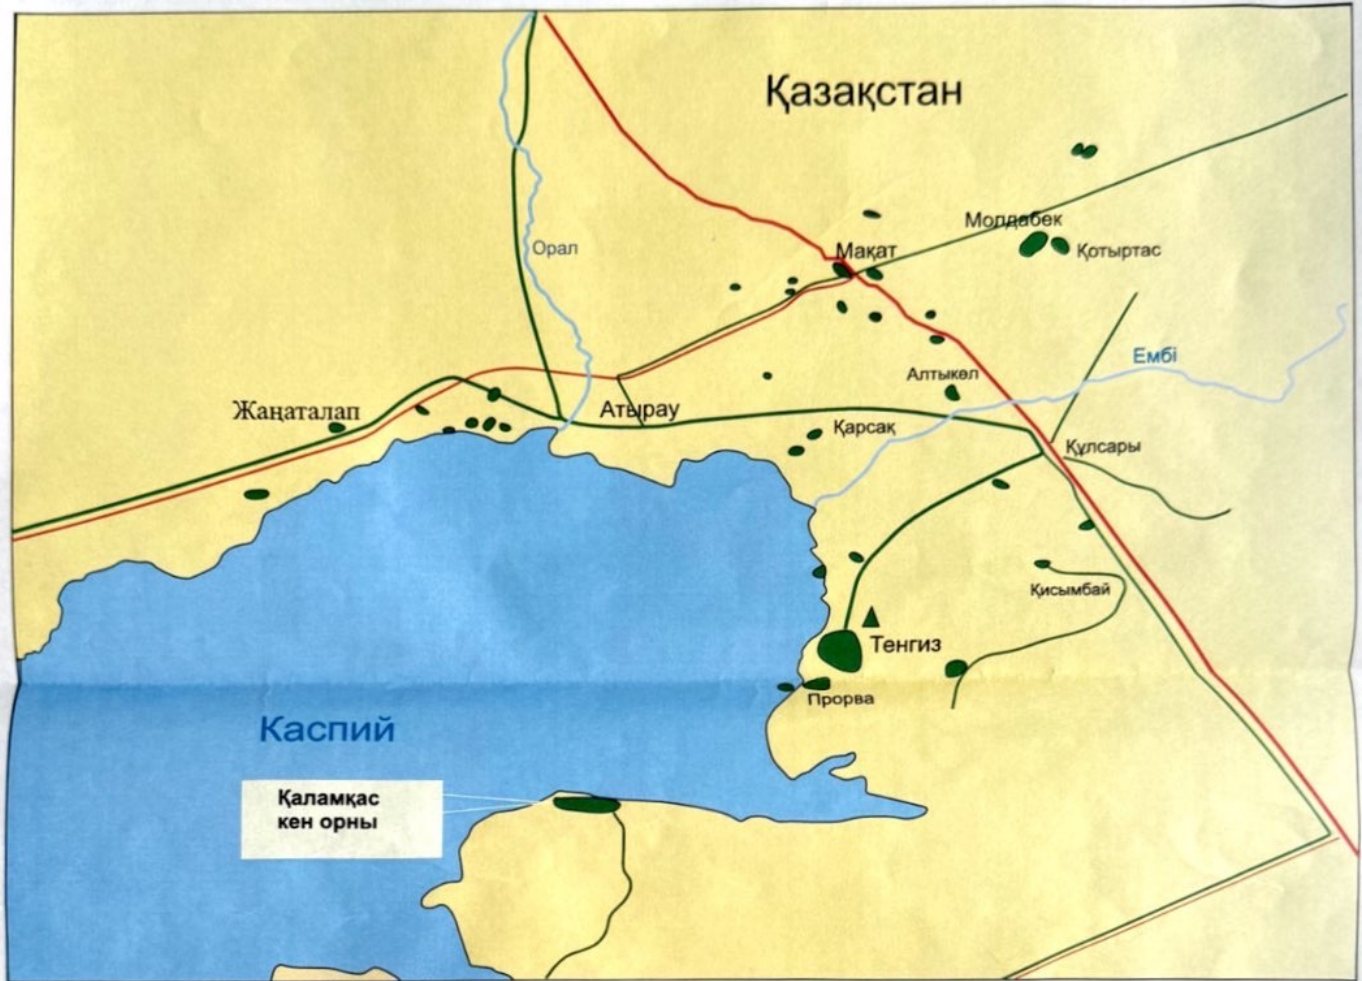 Қазақстан
Молдабек
Орал
Мақат
Қотыртас
Ембі
Алтыкөл
Жаңаталап
Атырау
Қарсақ
Құлсары
Қисымбай
Тенгиз
Прорва
Каспий
Қаламқас
кен орны